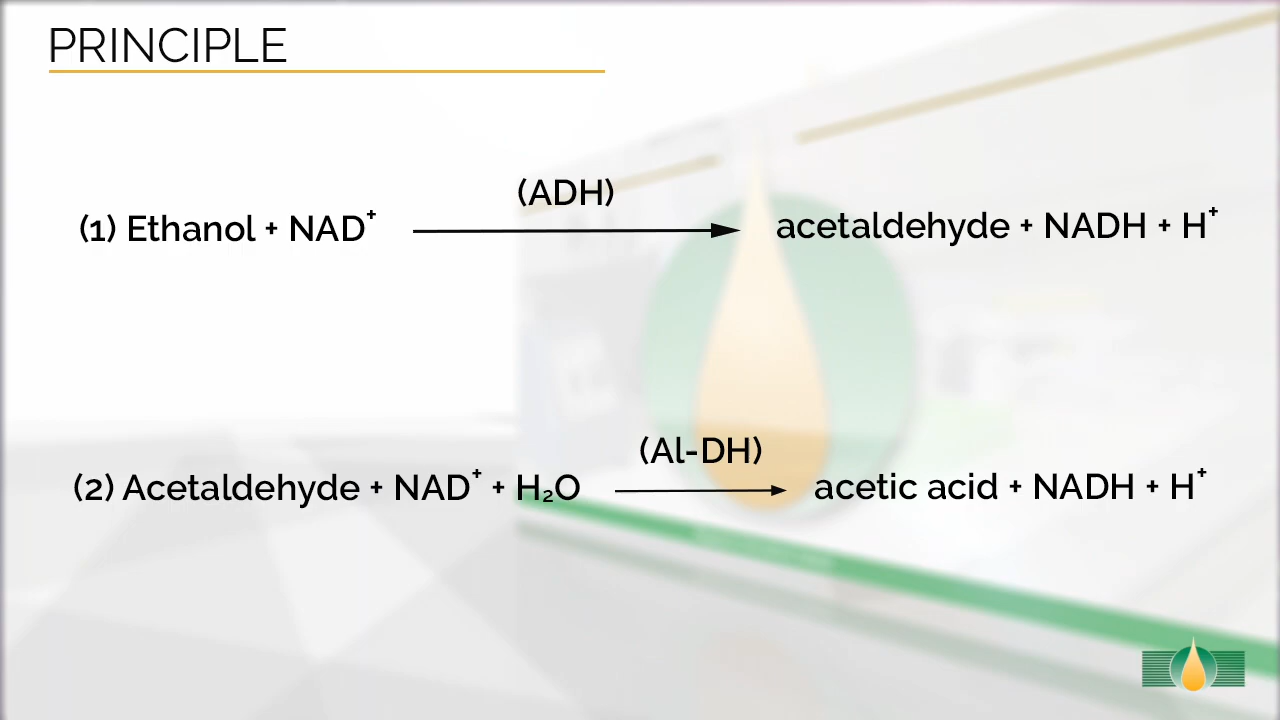 PRINCIPLE
(ADH)
(1) Ethanol + NAD⁺ → acetaldehyde + NADH + H⁺
(Al-DH)
(2) Acetaldehyde + NAD⁺ + H₂O → acetic acid + NADH + H⁺